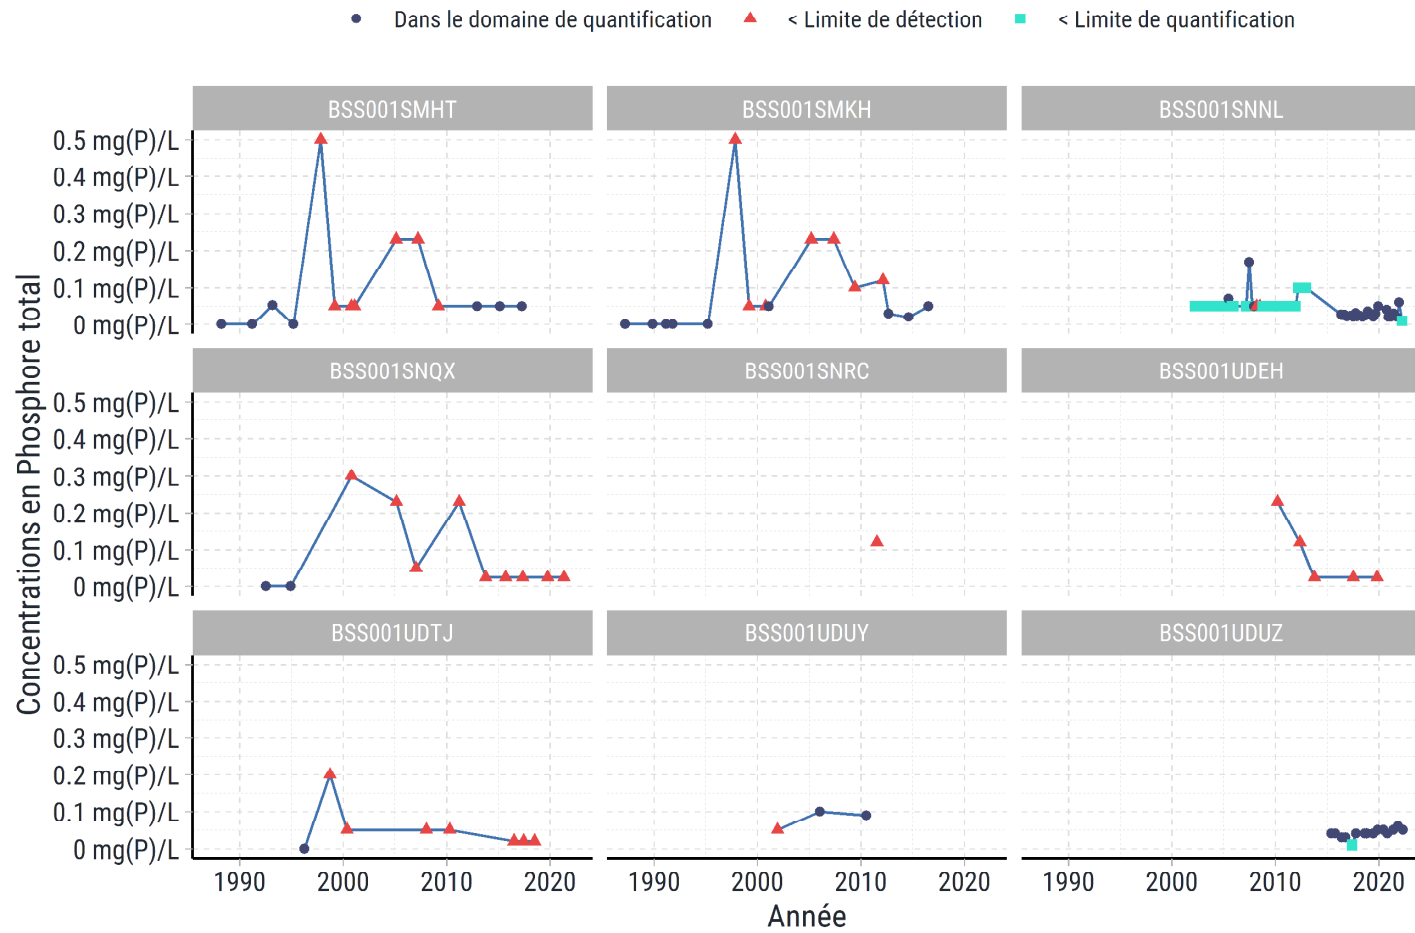 Dans le domaine de quantification < Limite de détection < Limite de quantification
BSS001SMHT BSS001SMKH BSS001SNNL
0.5 mg(P)/L
0.4 mg(P)/L
0.3 mg(P)/L
0.2 mg(P)/L
0.1 mg(P)/L
0 mg(P)/L
BSS001SNQX BSS001SNRC BSS001UDEH
0.5 mg(P)/L
0.4 mg(P)/L
0.3 mg(P)/L
0.2 mg(P)/L
0.1 mg(P)/L
0 mg(P)/L
BSS001UDTJ BSS001UDUY BSS001UDUZ
0.5 mg(P)/L
0.4 mg(P)/L
0.3 mg(P)/L
0.2 mg(P)/L
0.1 mg(P)/L
0 mg(P)/L
1990 2000 2010 2020 1990 2000 2010 2020 1990 2000 2010 2020
Année
Concentrations en Phosphore total